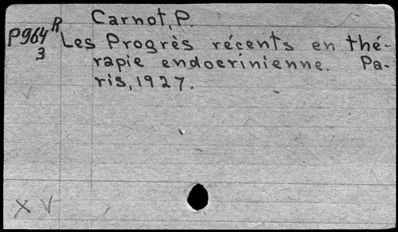 Carnot, P.
P964 R
3
Les Progrès récents en thé-
rapie endocrinienne. Pa-
ris, 1927.
X V